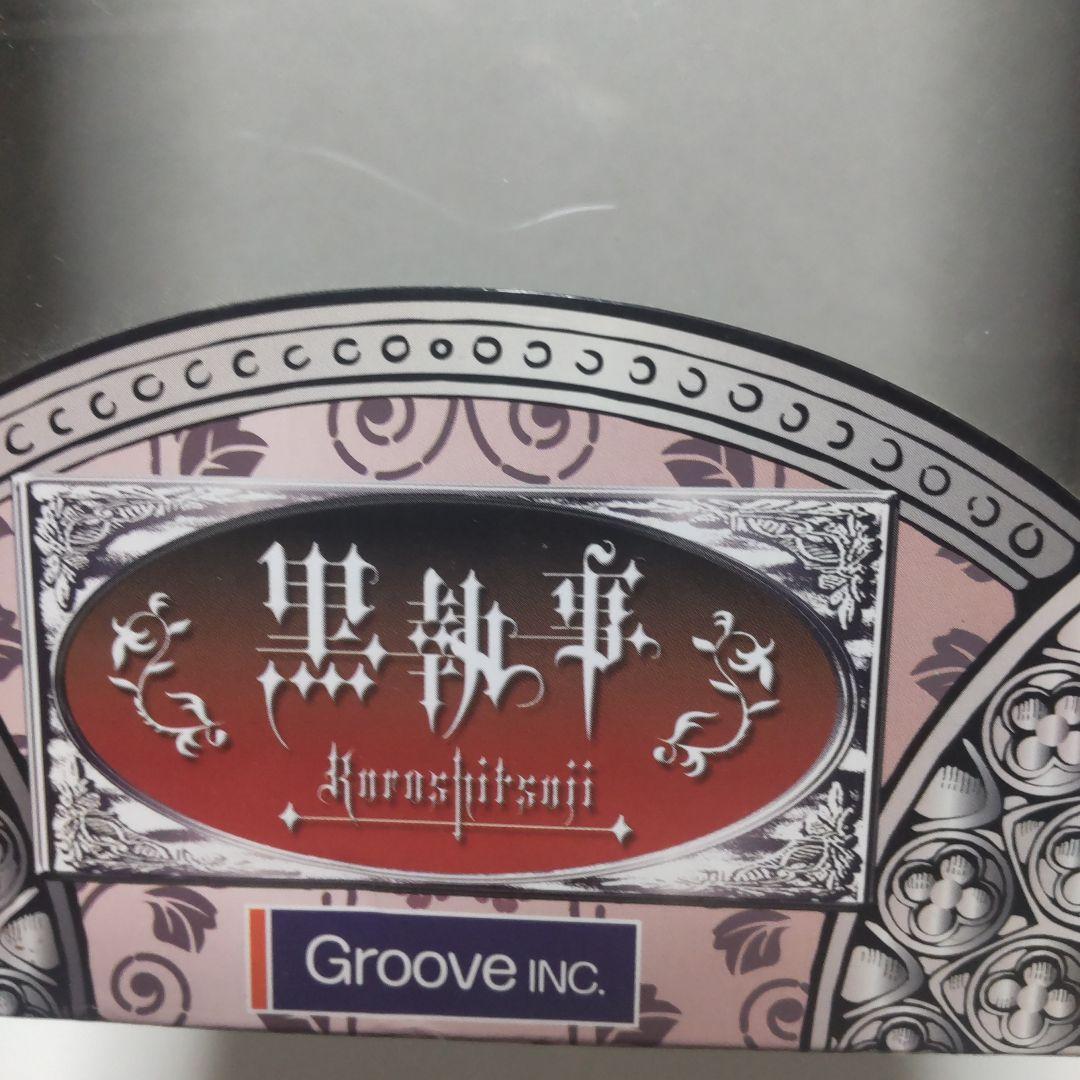 黒執事
Kuroshitsuji
Groove INC.